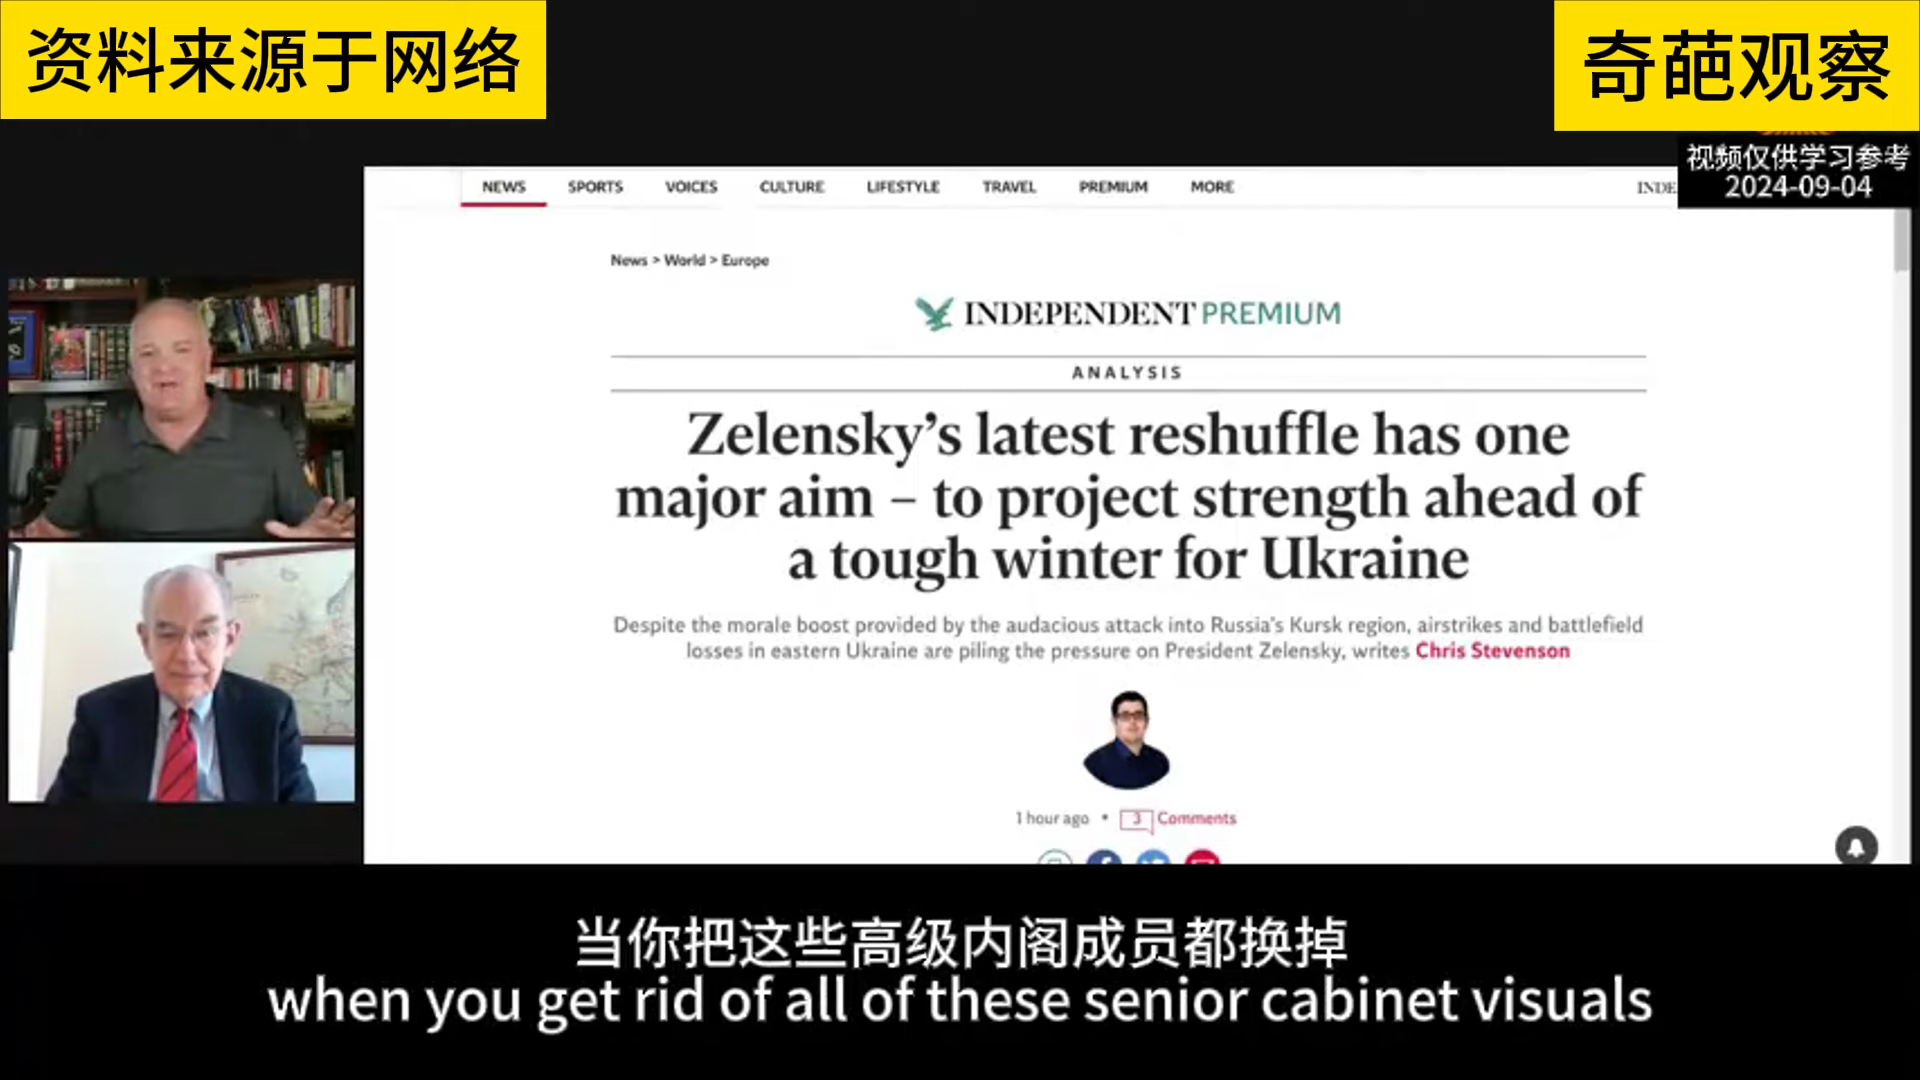 资料来源于网络
奇葩观察
视频仅供学习参考
2024-09-04
NEWS SPORTS VOICES CULTURE LIFESTYLE TRAVEL PREMIUM MORE INDE
News > World > Europe
INDEPENDENT PREMIUM
ANALYSIS
Zelensky’s latest reshuffle has one
major aim – to project strength ahead of
a tough winter for Ukraine
Despite the morale boost provided by the audacious attack into Russia's Kursk region, airstrikes and battlefield
losses in eastern Ukraine are piling the pressure on President Zelensky, writes Chris Stevenson
1 hour ago • 3 Comments
当你把这些高级内阁成员都换掉
when you get rid of all of these senior cabinet visuals